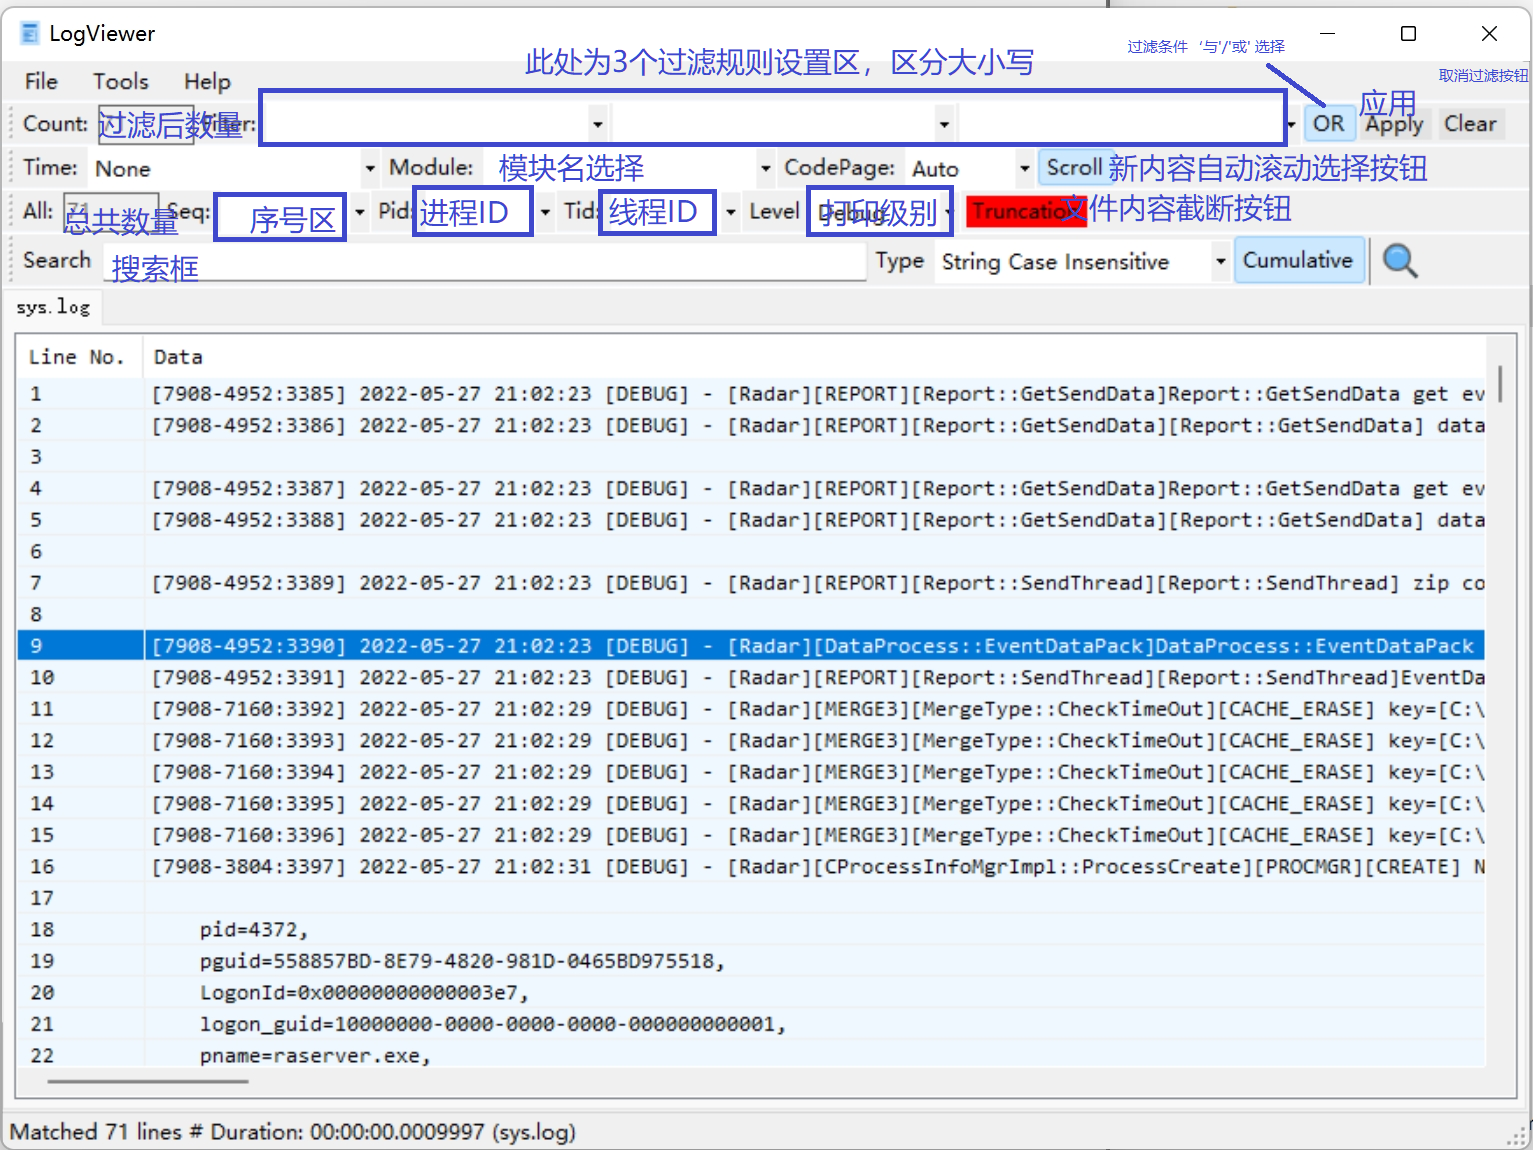 LogViewer
过滤条件 ‘与’/'或' 选择
此处为3个过滤规则设置区，区分大小写
取消过滤按钮
File Tools Help
应用
Count: 过滤后数量 Filter: OR Apply Clear
Time: None Module: 模块名选择 CodePage: Auto Scroll 新内容自动滚动选择按钮
All: 71 总共数量 Seq: 序号区 Pid: 进程ID Tid: 线程ID Level Debug 打印级别 Truncation 文件内容截断按钮
Search 搜索框 Type String Case Insensitive Cumulative
sys.log
Line No. Data
1 [7908-4952:3385] 2022-05-27 21:02:23 [DEBUG] - [Radar][REPORT][Report::GetSendData]Report::GetSendData get ev
2 [7908-4952:3386] 2022-05-27 21:02:23 [DEBUG] - [Radar][REPORT][Report::GetSendData][Report::GetSendData] data
3
4 [7908-4952:3387] 2022-05-27 21:02:23 [DEBUG] - [Radar][REPORT][Report::GetSendData]Report::GetSendData get ev
5 [7908-4952:3388] 2022-05-27 21:02:23 [DEBUG] - [Radar][REPORT][Report::GetSendData][Report::GetSendData] data
6
7 [7908-4952:3389] 2022-05-27 21:02:23 [DEBUG] - [Radar][REPORT][Report::SendThread][Report::SendThread] zip co
8
9 [7908-4952:3390] 2022-05-27 21:02:23 [DEBUG] - [Radar][DataProcess::EventDataPack]DataProcess::EventDataPack
10 [7908-4952:3391] 2022-05-27 21:02:23 [DEBUG] - [Radar][REPORT][Report::SendThread][Report::SendThread]EventDa
11 [7908-7160:3392] 2022-05-27 21:02:29 [DEBUG] - [Radar][MERGE3][MergeType::CheckTimeOut][CACHE_ERASE] key=[C:\
12 [7908-7160:3393] 2022-05-27 21:02:29 [DEBUG] - [Radar][MERGE3][MergeType::CheckTimeOut][CACHE_ERASE] key=[C:\
13 [7908-7160:3394] 2022-05-27 21:02:29 [DEBUG] - [Radar][MERGE3][MergeType::CheckTimeOut][CACHE_ERASE] key=[C:\
14 [7908-7160:3395] 2022-05-27 21:02:29 [DEBUG] - [Radar][MERGE3][MergeType::CheckTimeOut][CACHE_ERASE] key=[C:\
15 [7908-7160:3396] 2022-05-27 21:02:29 [DEBUG] - [Radar][MERGE3][MergeType::CheckTimeOut][CACHE_ERASE] key=[C:\
16 [7908-3804:3397] 2022-05-27 21:02:31 [DEBUG] - [Radar][CProcessInfoMgrImpl::ProcessCreate][PROCMGR][CREATE] N
17
18 pid=4372,
19 pguid=558857BD-8E79-4820-981D-0465BD975518,
20 LogonId=0x00000000000003e7,
21 logon_guid=10000000-0000-0000-0000-000000000001,
22 pname=raserver.exe,
Matched 71 lines # Duration: 00:00:00.0009997 (sys.log)